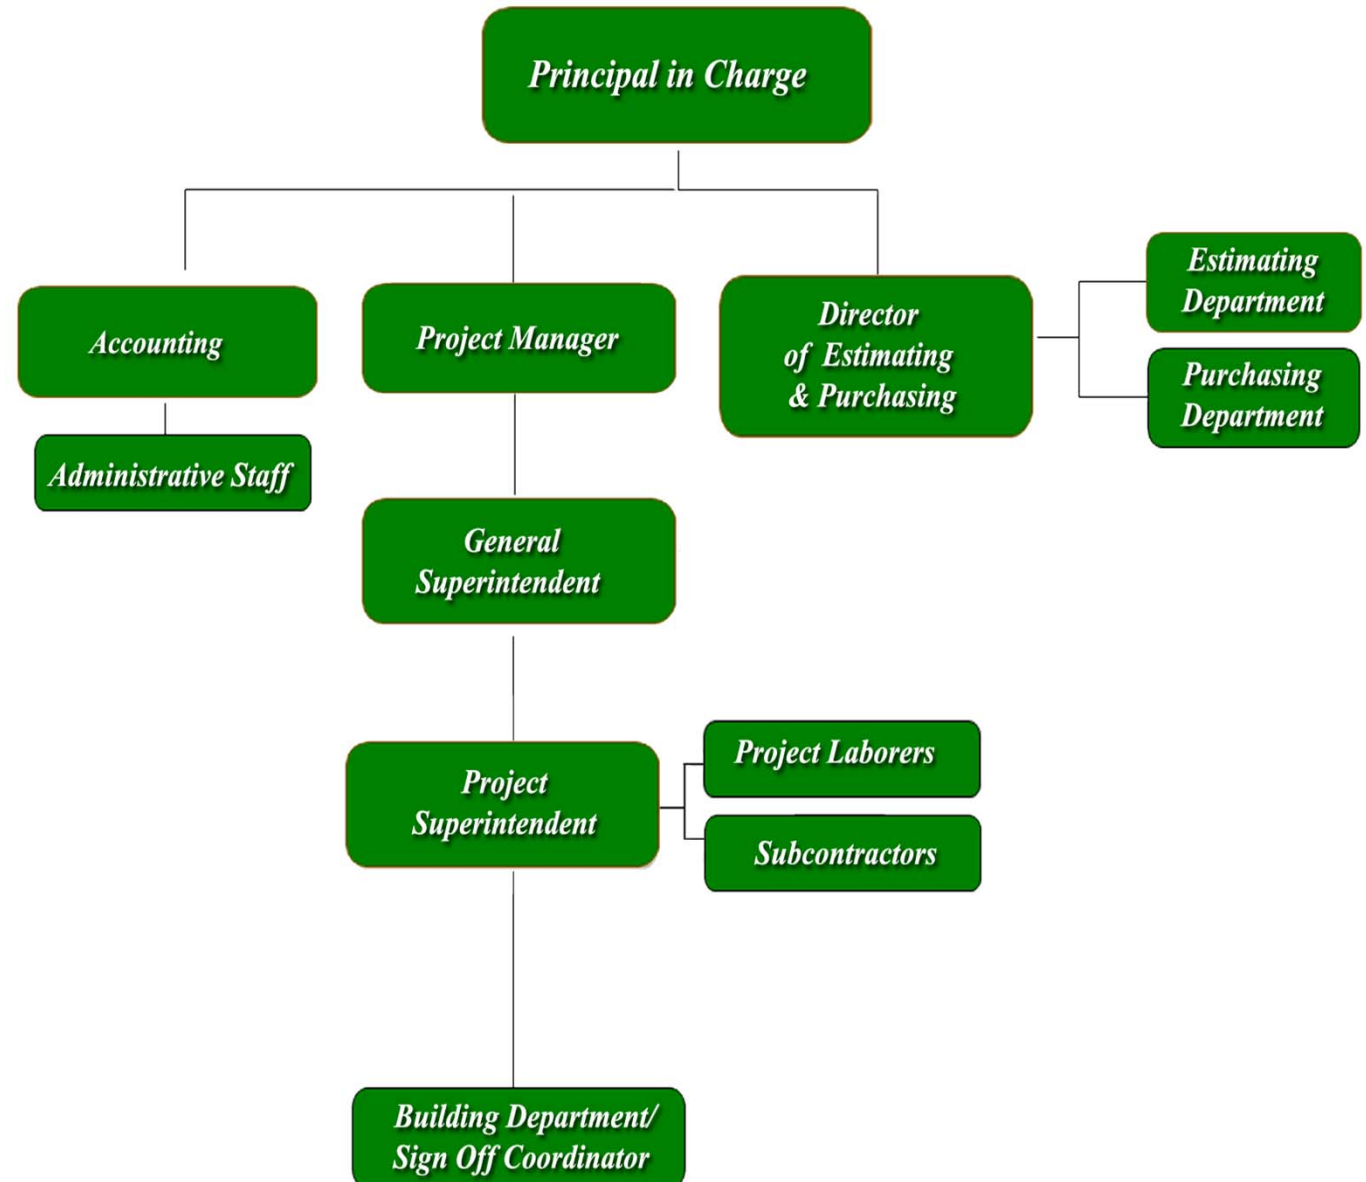 Principal in Charge
Accounting
Project Manager
Director
of Estimating
& Purchasing
Estimating
Department
Purchasing
Department
Administrative Staff
General
Superintendent
Project
Superintendent
Project Laborers
Subcontractors
Building Department/
Sign Off Coordinator